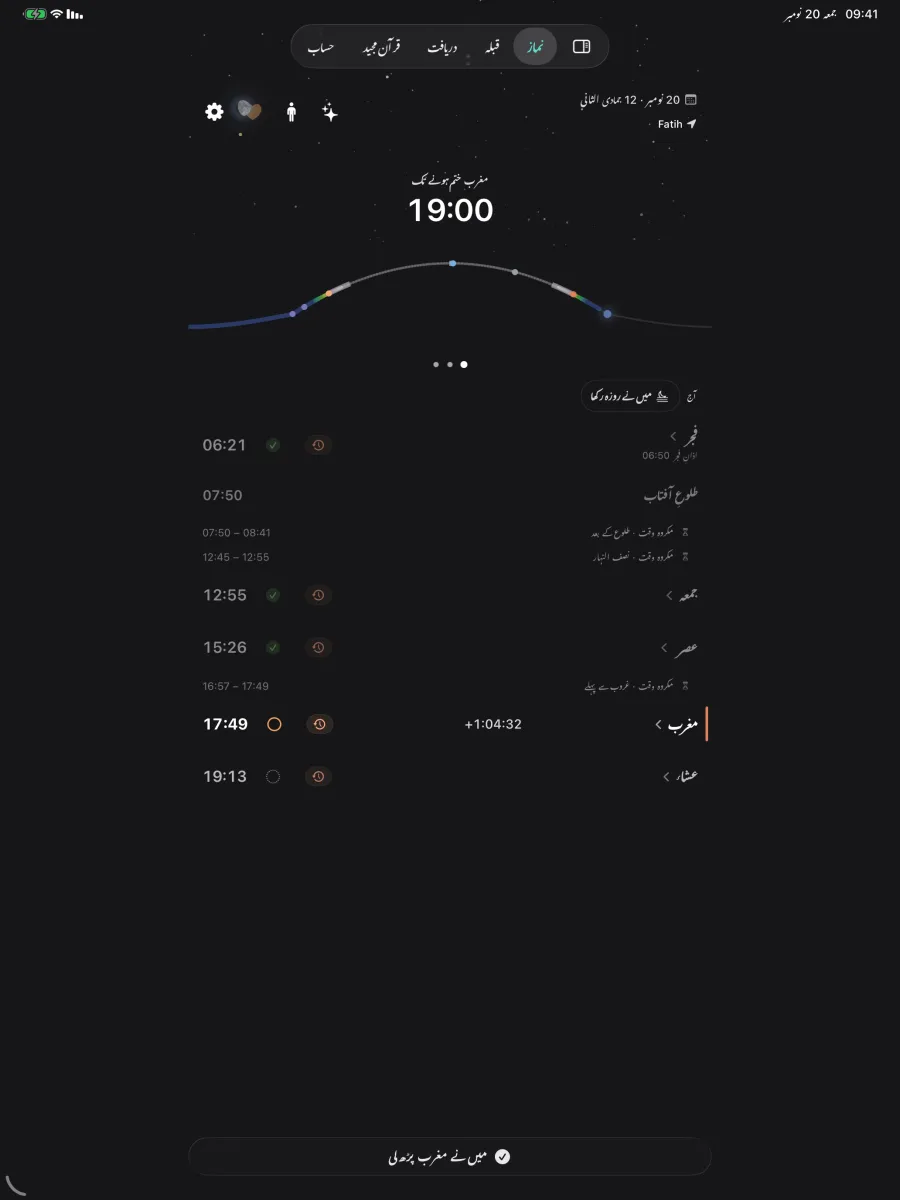 09:41 جمعہ 20 نومبر
نماز قبلہ دریافت قرآن مجید حساب
20 نومبر · 12 جمادی الثانی
Fatih
مغرب ختم ہونے تک
19:00
آج میں نے روزہ رکھا
فجر 06:21
اذان فجر 06:50
طلوع آفتاب 07:50
مکروہ وقت · طلوع کے بعد 07:50 – 08:41
مکروہ وقت · نصف النہار 12:45 – 12:55
جمعہ 12:55
عصر 15:26
مکروہ وقت · غروب سے پہلے 16:57 – 17:49
مغرب +1:04:32 17:49
عشاء 19:13
میں نے مغرب پڑھ لی